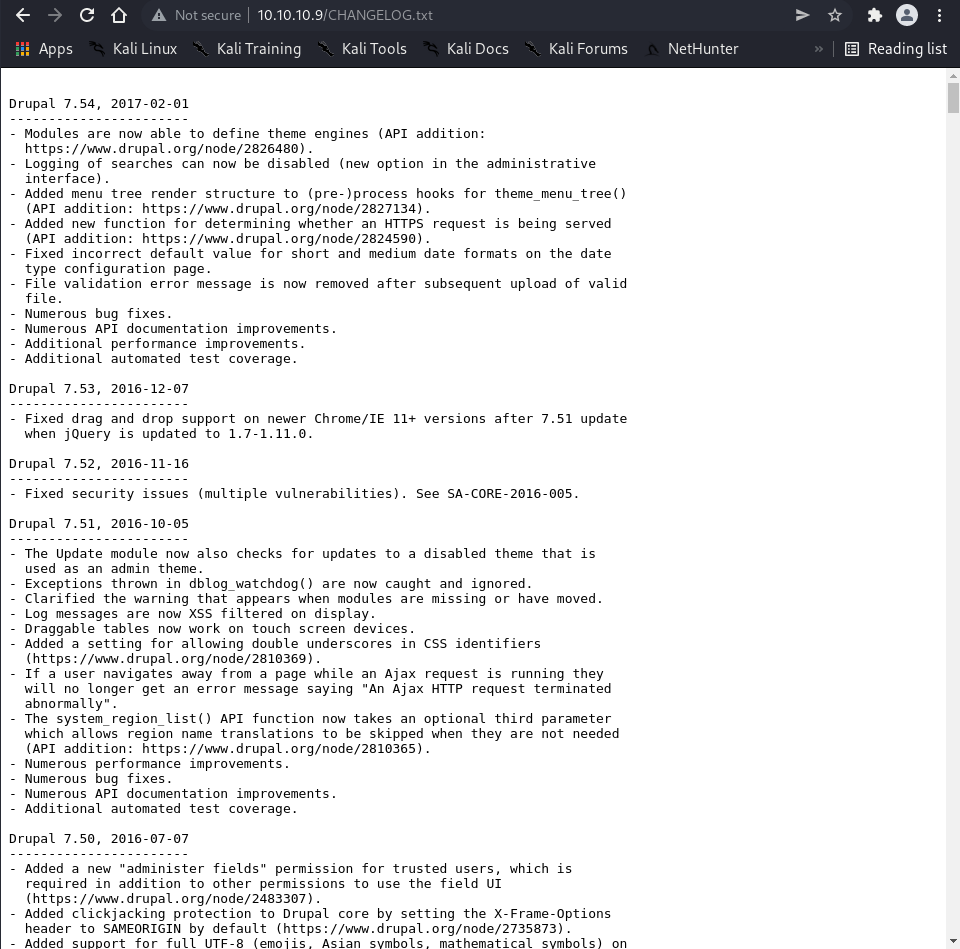 Not secure
10.10.10.9/CHANGELOG.txt
Apps
Kali Linux
Kali Training
Kali Tools
Kali Docs
Kali Forums
NetHunter
»
Reading list
Drupal 7.54, 2017-02-01
-----------------------
- Modules are now able to define theme engines (API addition:
  https://www.drupal.org/node/2826480).
- Logging of searches can now be disabled (new option in the administrative
  interface).
- Added menu tree render structure to (pre-)process hooks for theme_menu_tree()
  (API addition: https://www.drupal.org/node/2827134).
- Added new function for determining whether an HTTPS request is being served
  (API addition: https://www.drupal.org/node/2824590).
- Fixed incorrect default value for short and medium date formats on the date
  type configuration page.
- File validation error message is now removed after subsequent upload of valid
  file.
- Numerous bug fixes.
- Numerous API documentation improvements.
- Additional performance improvements.
- Additional automated test coverage.

Drupal 7.53, 2016-12-07
-----------------------
- Fixed drag and drop support on newer Chrome/IE 11+ versions after 7.51 update
  when jQuery is updated to 1.7-1.11.0.

Drupal 7.52, 2016-11-16
-----------------------
- Fixed security issues (multiple vulnerabilities). See SA-CORE-2016-005.

Drupal 7.51, 2016-10-05
-----------------------
- The Update module now also checks for updates to a disabled theme that is
  used as an admin theme.
- Exceptions thrown in dblog_watchdog() are now caught and ignored.
- Clarified the warning that appears when modules are missing or have moved.
- Log messages are now XSS filtered on display.
- Draggable tables now work on touch screen devices.
- Added a setting for allowing double underscores in CSS identifiers
  (https://www.drupal.org/node/2810369).
- If a user navigates away from a page while an Ajax request is running they
  will no longer get an error message saying "An Ajax HTTP request terminated
  abnormally".
- The system_region_list() API function now takes an optional third parameter
  which allows region name translations to be skipped when they are not needed
  (API addition: https://www.drupal.org/node/2810365).
- Numerous performance improvements.
- Numerous bug fixes.
- Numerous API documentation improvements.
- Additional automated test coverage.

Drupal 7.50, 2016-07-07
-----------------------
- Added a new "administer fields" permission for trusted users, which is
  required in addition to other permissions to use the field UI
  (https://www.drupal.org/node/2483307).
- Added clickjacking protection to Drupal core by setting the X-Frame-Options
  header to SAMEORIGIN by default (https://www.drupal.org/node/2735873).
- Added support for full UTF-8 (emojis, Asian symbols, mathematical symbols) on